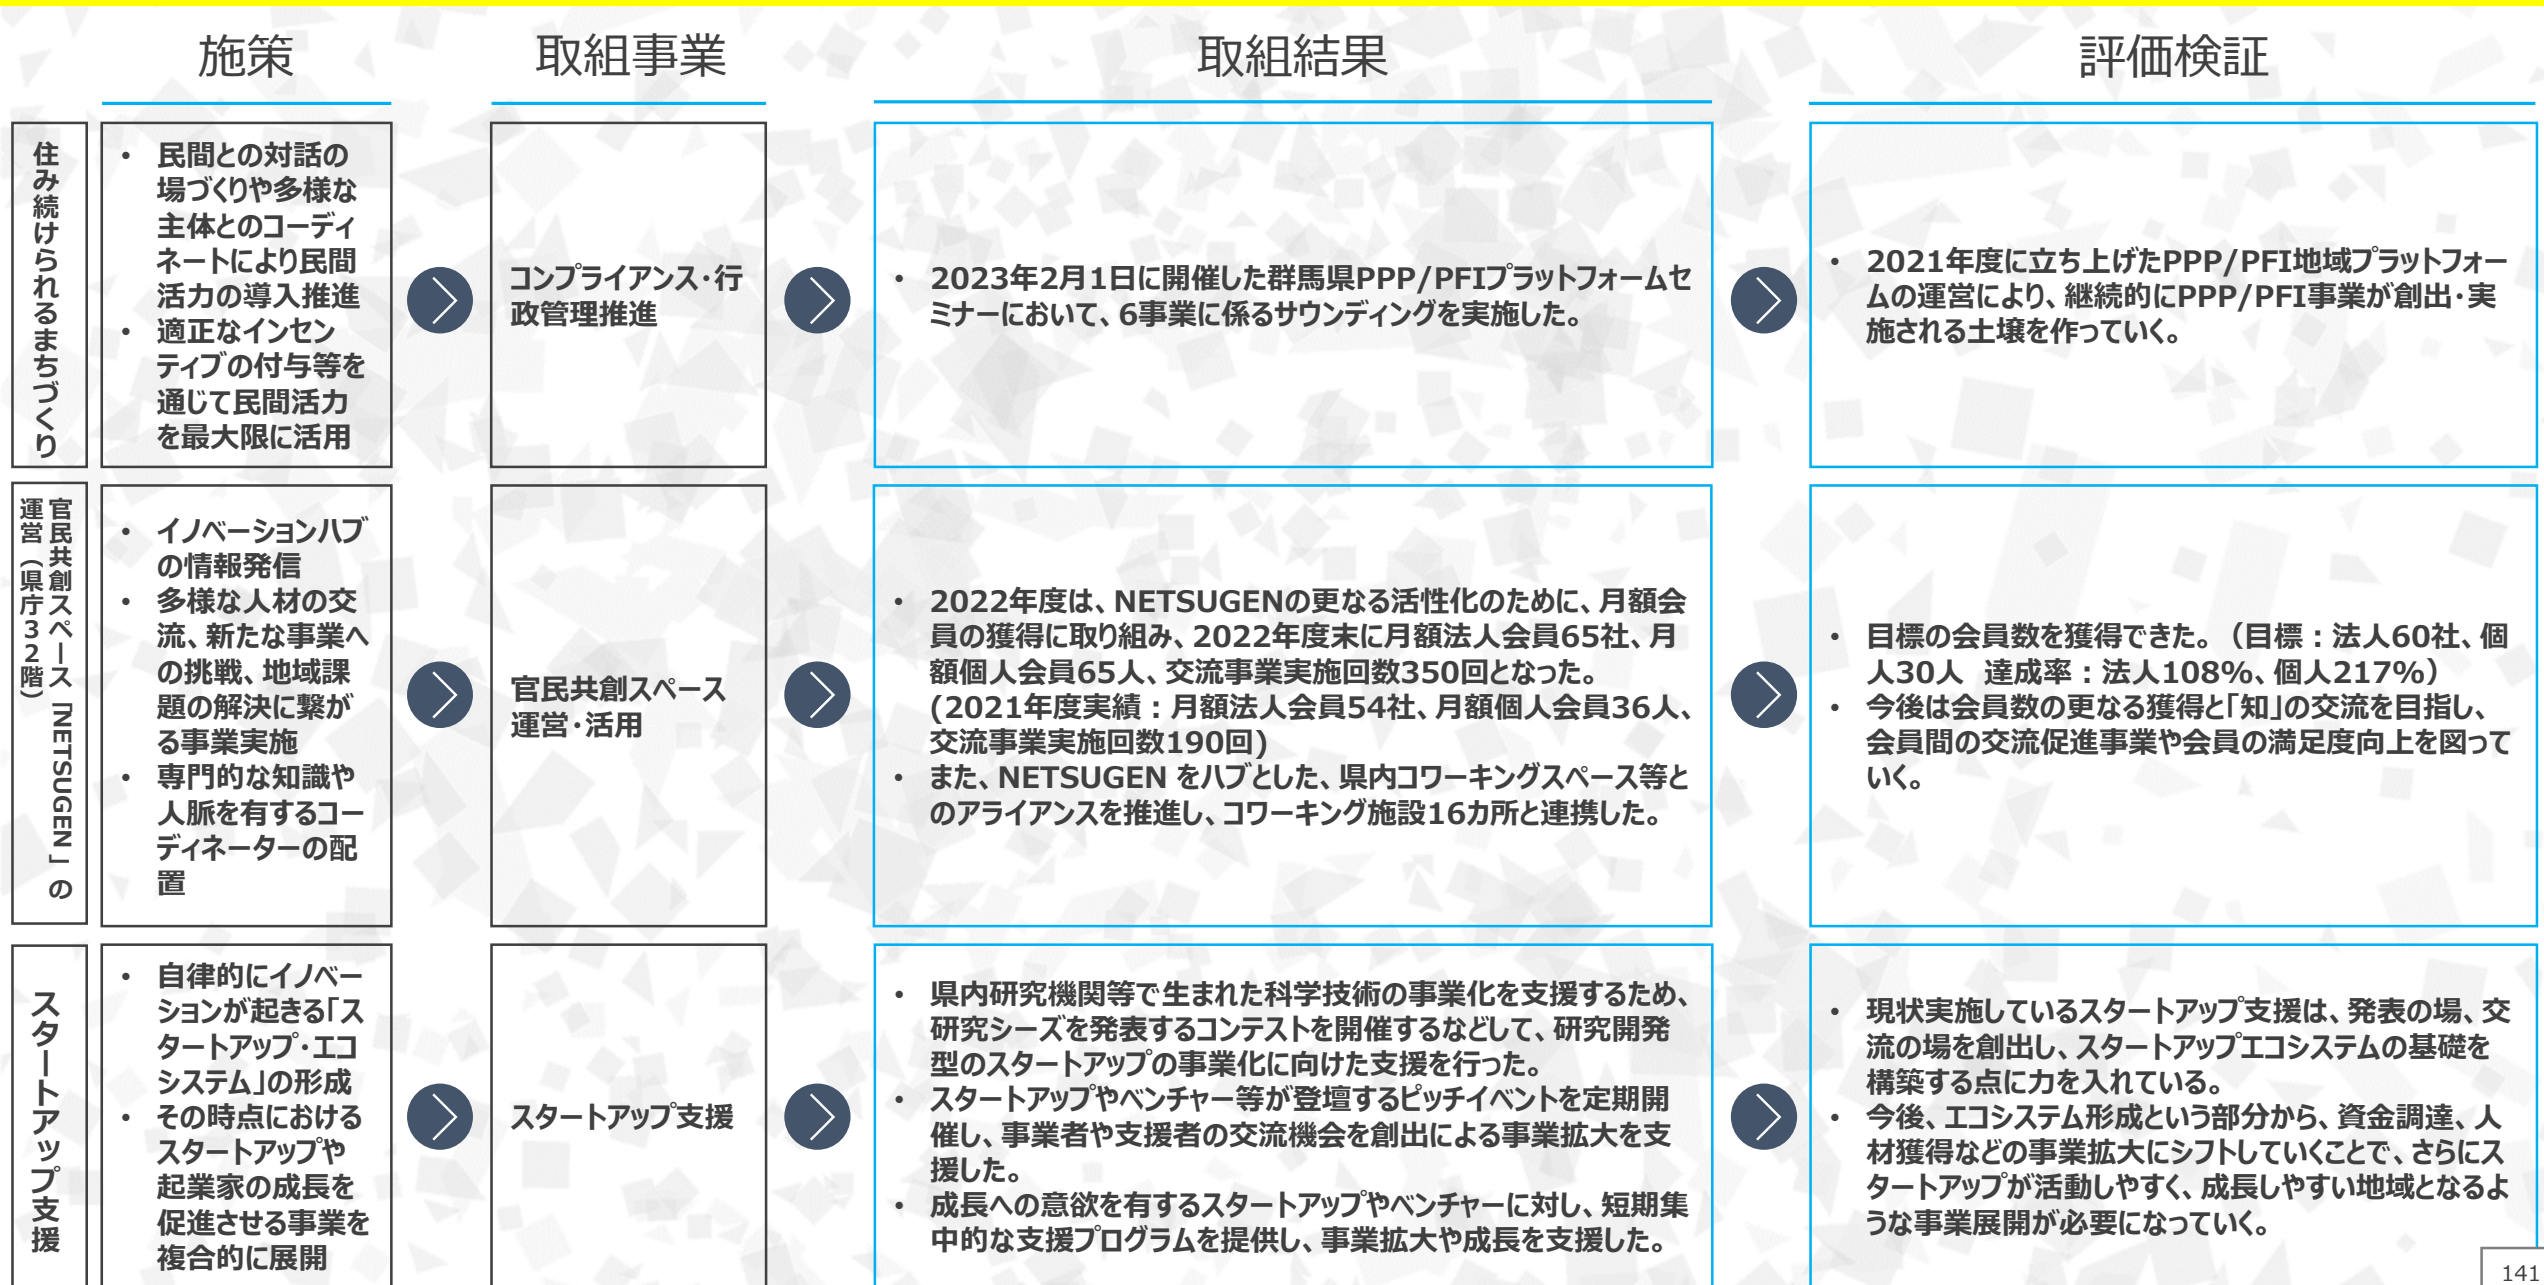 施策
取組事業
取組結果
評価検証
住み続けられるまちづくり
• 民間との対話の
場づくりや多様な
主体とのコーディ
ネートにより民間
活力の導入推進
• 適正なインセン
ティブの付与等を
通じて民間活力
を最大限に活用
コンプライアンス・行
政管理推進
• 2023年2月1日に開催した群馬県PPP/PFIプラットフォームセ
ミナーにおいて、6事業に係るサウンディングを実施した。
• 2021年度に立ち上げたPPP/PFI地域プラットフォー
ムの運営により、継続的にPPP/PFI事業が創出・実
施される土壌を作っていく。
官民共創スペース「NETSUGEN」の
運営（県庁32階）
• イノベーションハブ
の情報発信
• 多様な人材の交
流、新たな事業へ
の挑戦、地域課
題の解決に繋が
る事業実施
• 専門的な知識や
人脈を有するコー
ディネーターの配
置
官民共創スペース
運営・活用
• 2022年度は、NETSUGENの更なる活性化のために、月額会
員の獲得に取り組み、2022年度末に月額法人会員65社、月
額個人会員65人、交流事業実施回数350回となった。
(2021年度実績：月額法人会員54社、月額個人会員36人、
交流事業実施回数190回)
• また、NETSUGEN をハブとした、県内コワーキングスペース等と
のアライアンスを推進し、コワーキング施設16カ所と連携した。
• 目標の会員数を獲得できた。（目標：法人60社、個
人30人 達成率：法人108%、個人217%）
• 今後は会員数の更なる獲得と「知」の交流を目指し、
会員間の交流促進事業や会員の満足度向上を図って
いく。
スタートアップ支援
• 自律的にイノベー
ションが起きる「ス
タートアップ・エコ
システム」の形成
• その時点における
スタートアップや
起業家の成長を
促進させる事業を
複合的に展開
スタートアップ支援
• 県内研究機関等で生まれた科学技術の事業化を支援するため、
研究シーズを発表するコンテストを開催するなどして、研究開発
型のスタートアップの事業化に向けた支援を行った。
• スタートアップやベンチャー等が登壇するピッチイベントを定期開
催し、事業者や支援者の交流機会を創出による事業拡大を支
援した。
• 成長への意欲を有するスタートアップやベンチャーに対し、短期集
中的な支援プログラムを提供し、事業拡大や成長を支援した。
• 現状実施しているスタートアップ支援は、発表の場、交
流の場を創出し、スタートアップエコシステムの基礎を
構築する点に力を入れている。
• 今後、エコシステム形成という部分から、資金調達、人
材獲得などの事業拡大にシフトしていくことで、さらにス
タートアップが活動しやすく、成長しやすい地域となるよ
うな事業展開が必要になっていく。
141